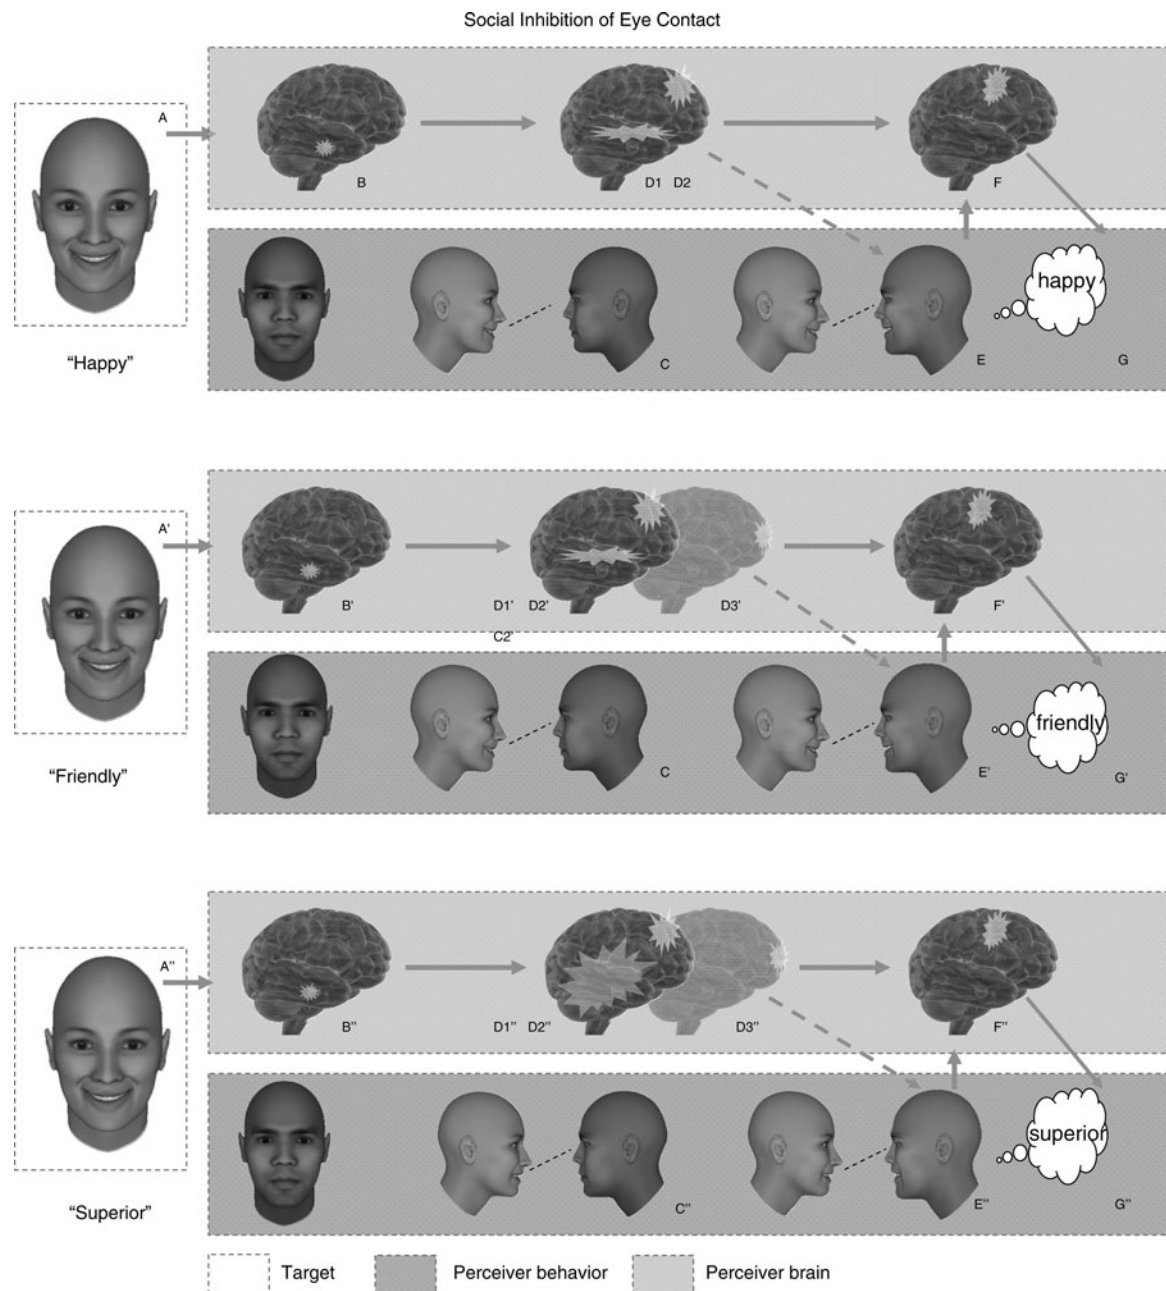 Social Inhibition of Eye Contact
A
B
D1 D2
F
happy
C
E
G
“Happy”
A'
B'
D1' D2'
D3'
F'
C2'
friendly
C
E'
G'
“Friendly”
A''
B''
D1'' D2''
D3''
F''
superior
C''
E''
G''
“Superior”
Target
Perceiver behavior
Perceiver brain